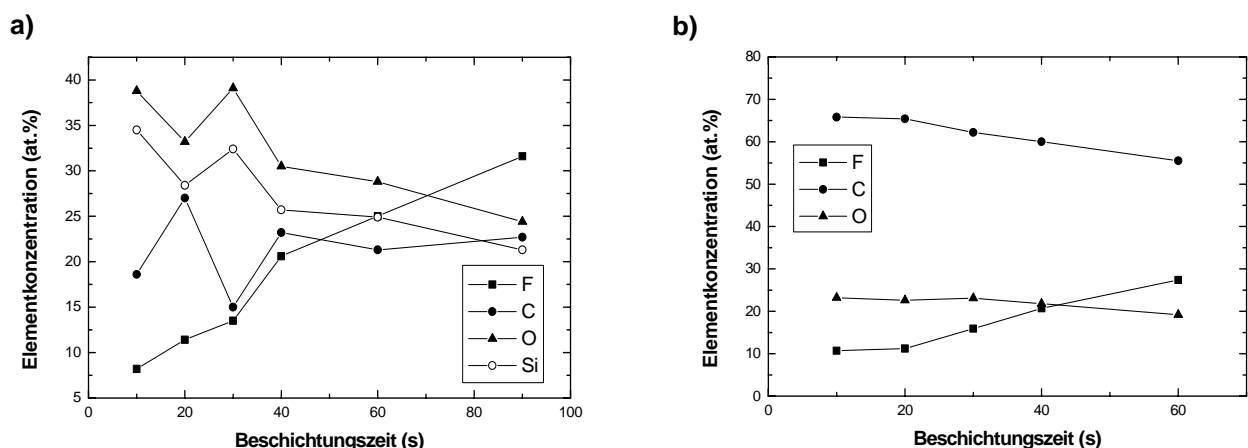 a)
Elementkonzentration (at.%)
40
35
30
25
20
15
10
5
0 20 40 60 80 100
Beschichtungszeit (s)
F
C
O
Si
b)
Elementkonzentration (at.%)
80
70
60
50
40
30
20
10
0
0 20 40 60
Beschichtungszeit (s)
F
C
O